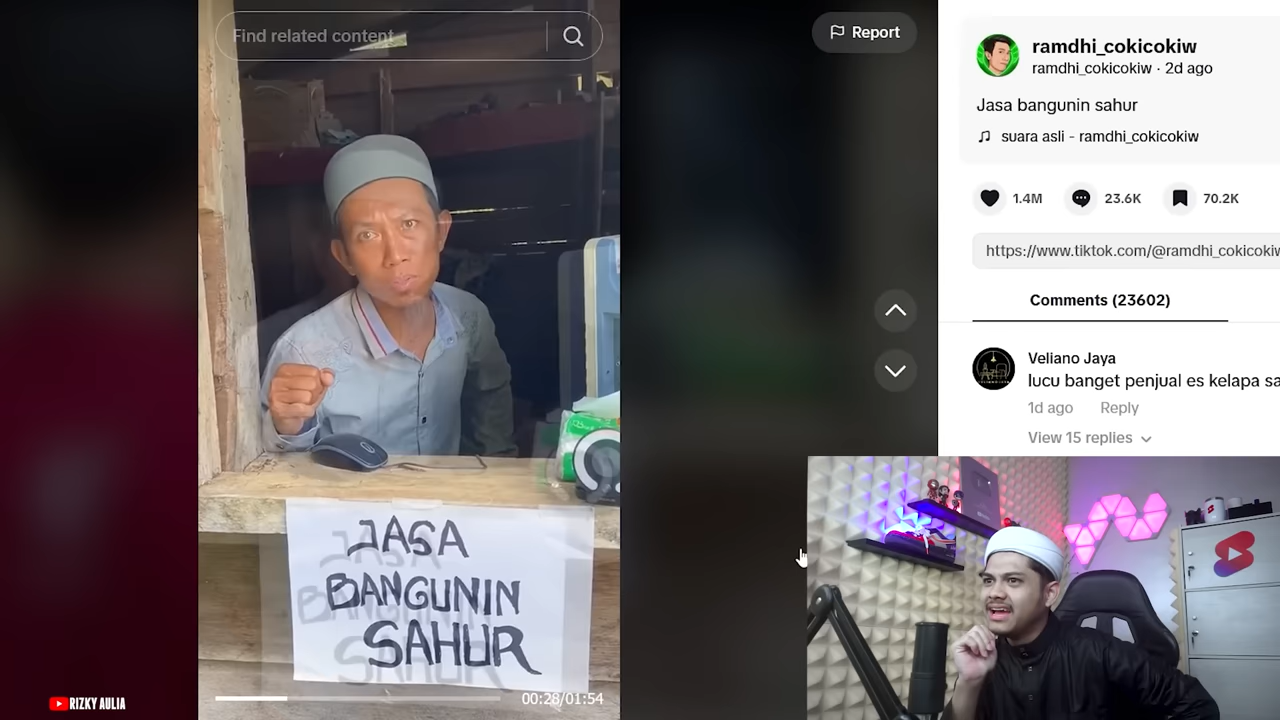 Find related content
Report
ramdhi_cokicokiw
ramdhi_cokicokiw · 2d ago
Jasa bangunin sahur
suara asli - ramdhi_cokicokiw
1.4M
23.6K
70.2K
https://www.tiktok.com/@ramdhi_cokicokiw
Comments (23602)
Veliano Jaya
lucu banget penjual es kelapa sa
1d ago
Reply
View 15 replies
JASA
BANGUNIN
SAHUR
00:28/01:54
RIZKY AULIA